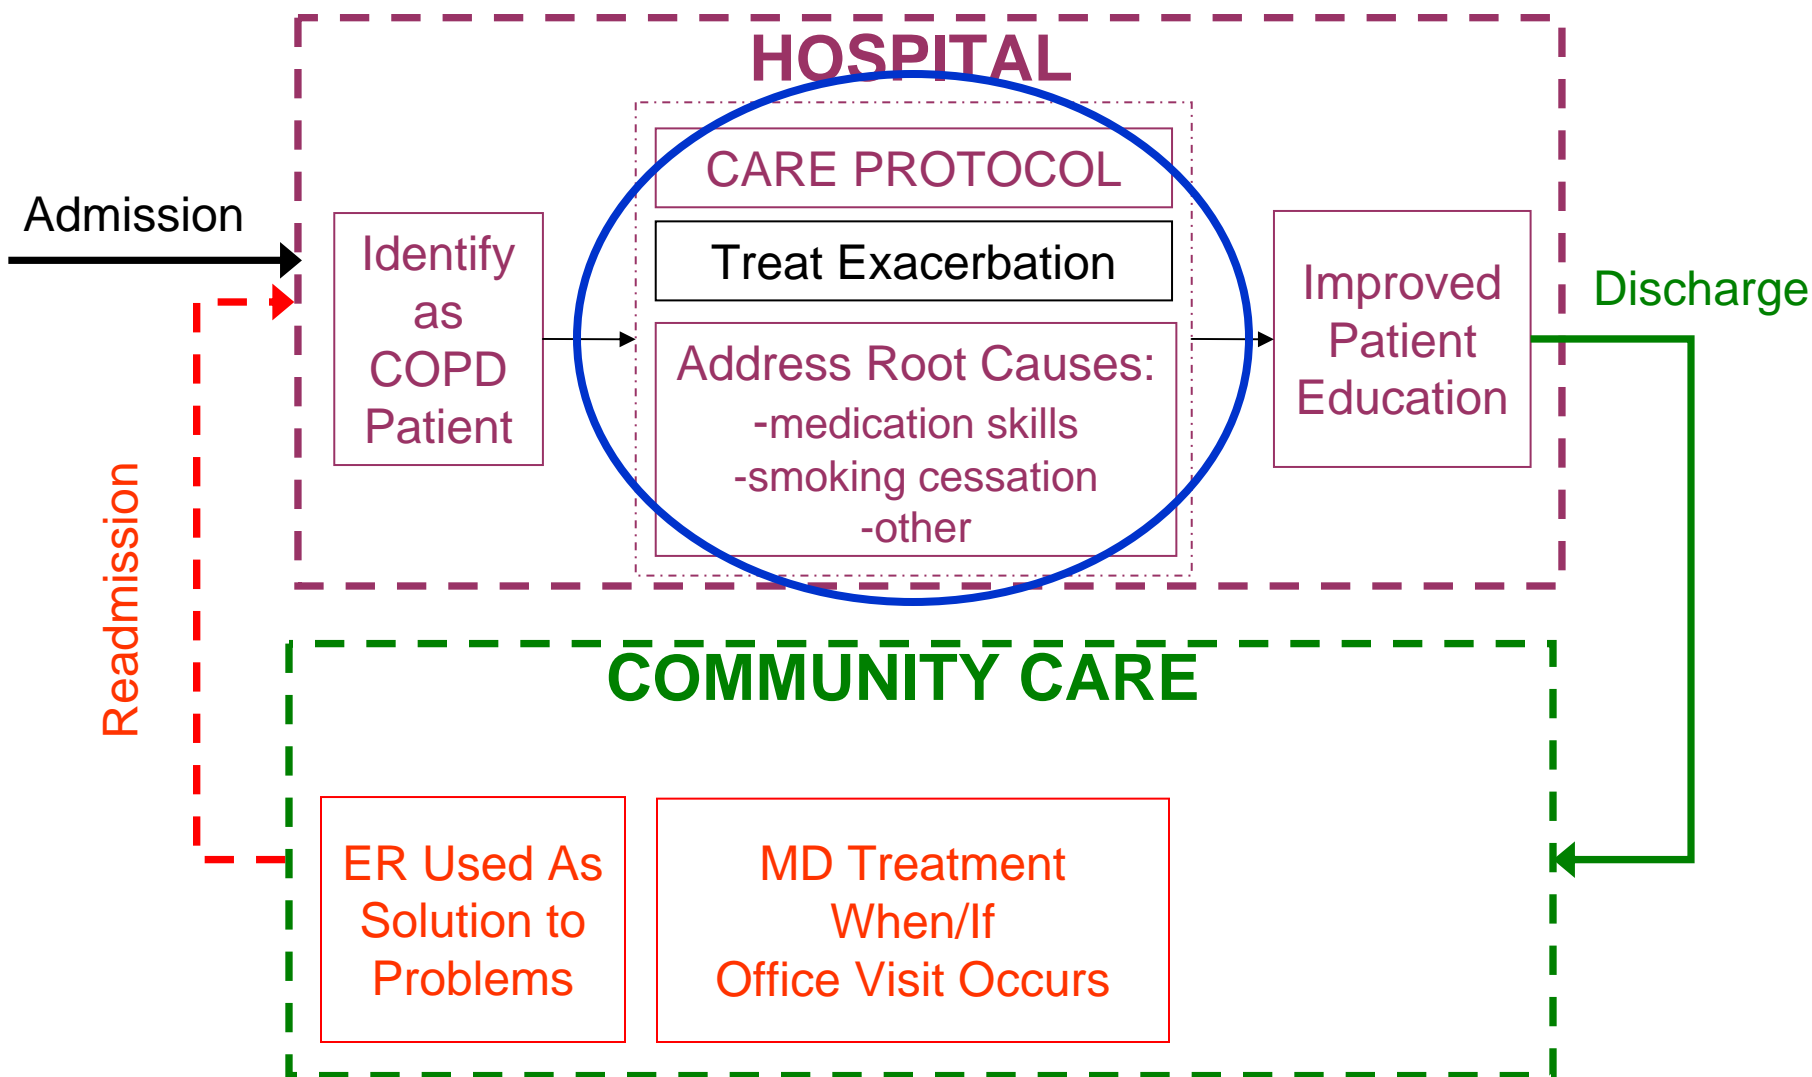 HOSPITAL
Admission
Identify
as
COPD
Patient
CARE PROTOCOL
Treat Exacerbation
Address Root Causes:
-medication skills
-smoking cessation
-other
Improved
Patient
Education
Discharge
Readmission
COMMUNITY CARE
ER Used As
Solution to
Problems
MD Treatment
When/If
Office Visit Occurs